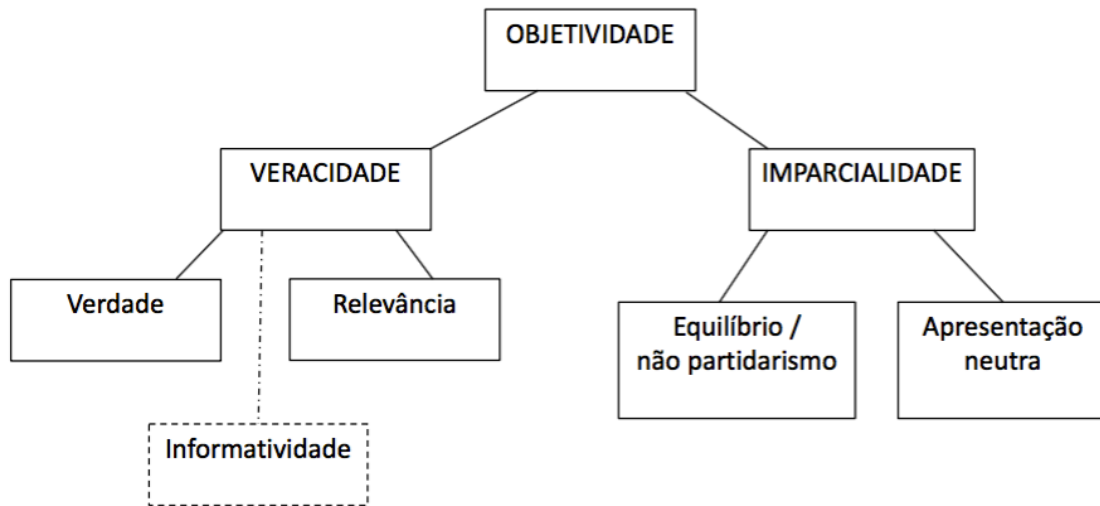 OBJETIVIDADE
VERACIDADE
IMPARCIALIDADE
Verdade
Relevância
Equilíbrio /
não partidarismo
Apresentação
neutra
Informatividade